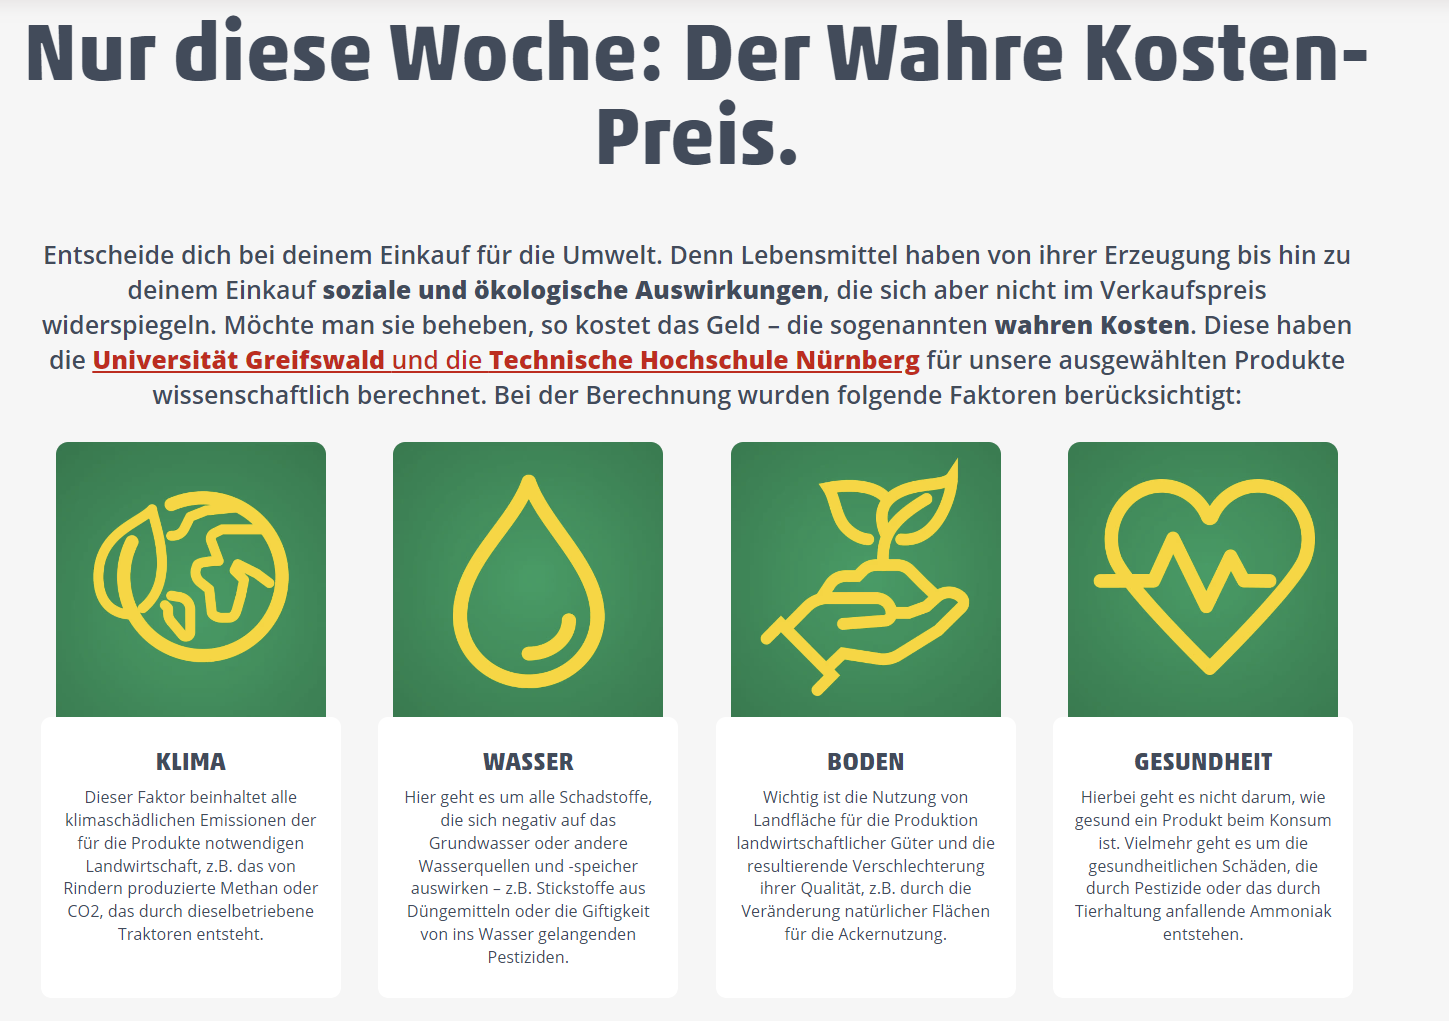 Nur diese Woche: Der Wahre Kosten-
Preis.
Entscheide dich bei deinem Einkauf für die Umwelt. Denn Lebensmittel haben von ihrer Erzeugung bis hin zu
deinem Einkauf soziale und ökologische Auswirkungen, die sich aber nicht im Verkaufspreis
widerspiegeln. Möchte man sie beheben, so kostet das Geld – die sogenannten wahren Kosten. Diese haben
die Universität Greifswald und die Technische Hochschule Nürnberg für unsere ausgewählten Produkte
wissenschaftlich berechnet. Bei der Berechnung wurden folgende Faktoren berücksichtigt:
KLIMA
Dieser Faktor beinhaltet alle
klimaschädlichen Emissionen der
für die Produkte notwendigen
Landwirtschaft, z.B. das von
Rindern produzierte Methan oder
CO2, das durch dieselbetriebene
Traktoren entsteht.
WASSER
Hier geht es um alle Schadstoffe,
die sich negativ auf das
Grundwasser oder andere
Wasserquellen und -speicher
auswirken – z.B. Stickstoffe aus
Düngemitteln oder die Giftigkeit
von ins Wasser gelangenden
Pestiziden.
BODEN
Wichtig ist die Nutzung von
Landfläche für die Produktion
landwirtschaftlicher Güter und die
resultierende Verschlechterung
ihrer Qualität, z.B. durch die
Veränderung natürlicher Flächen
für die Ackernutzung.
GESUNDHEIT
Hierbei geht es nicht darum, wie
gesund ein Produkt beim Konsum
ist. Vielmehr geht es um die
gesundheitlichen Schäden, die
durch Pestizide oder das durch
Tierhaltung anfallende Ammoniak
entstehen.